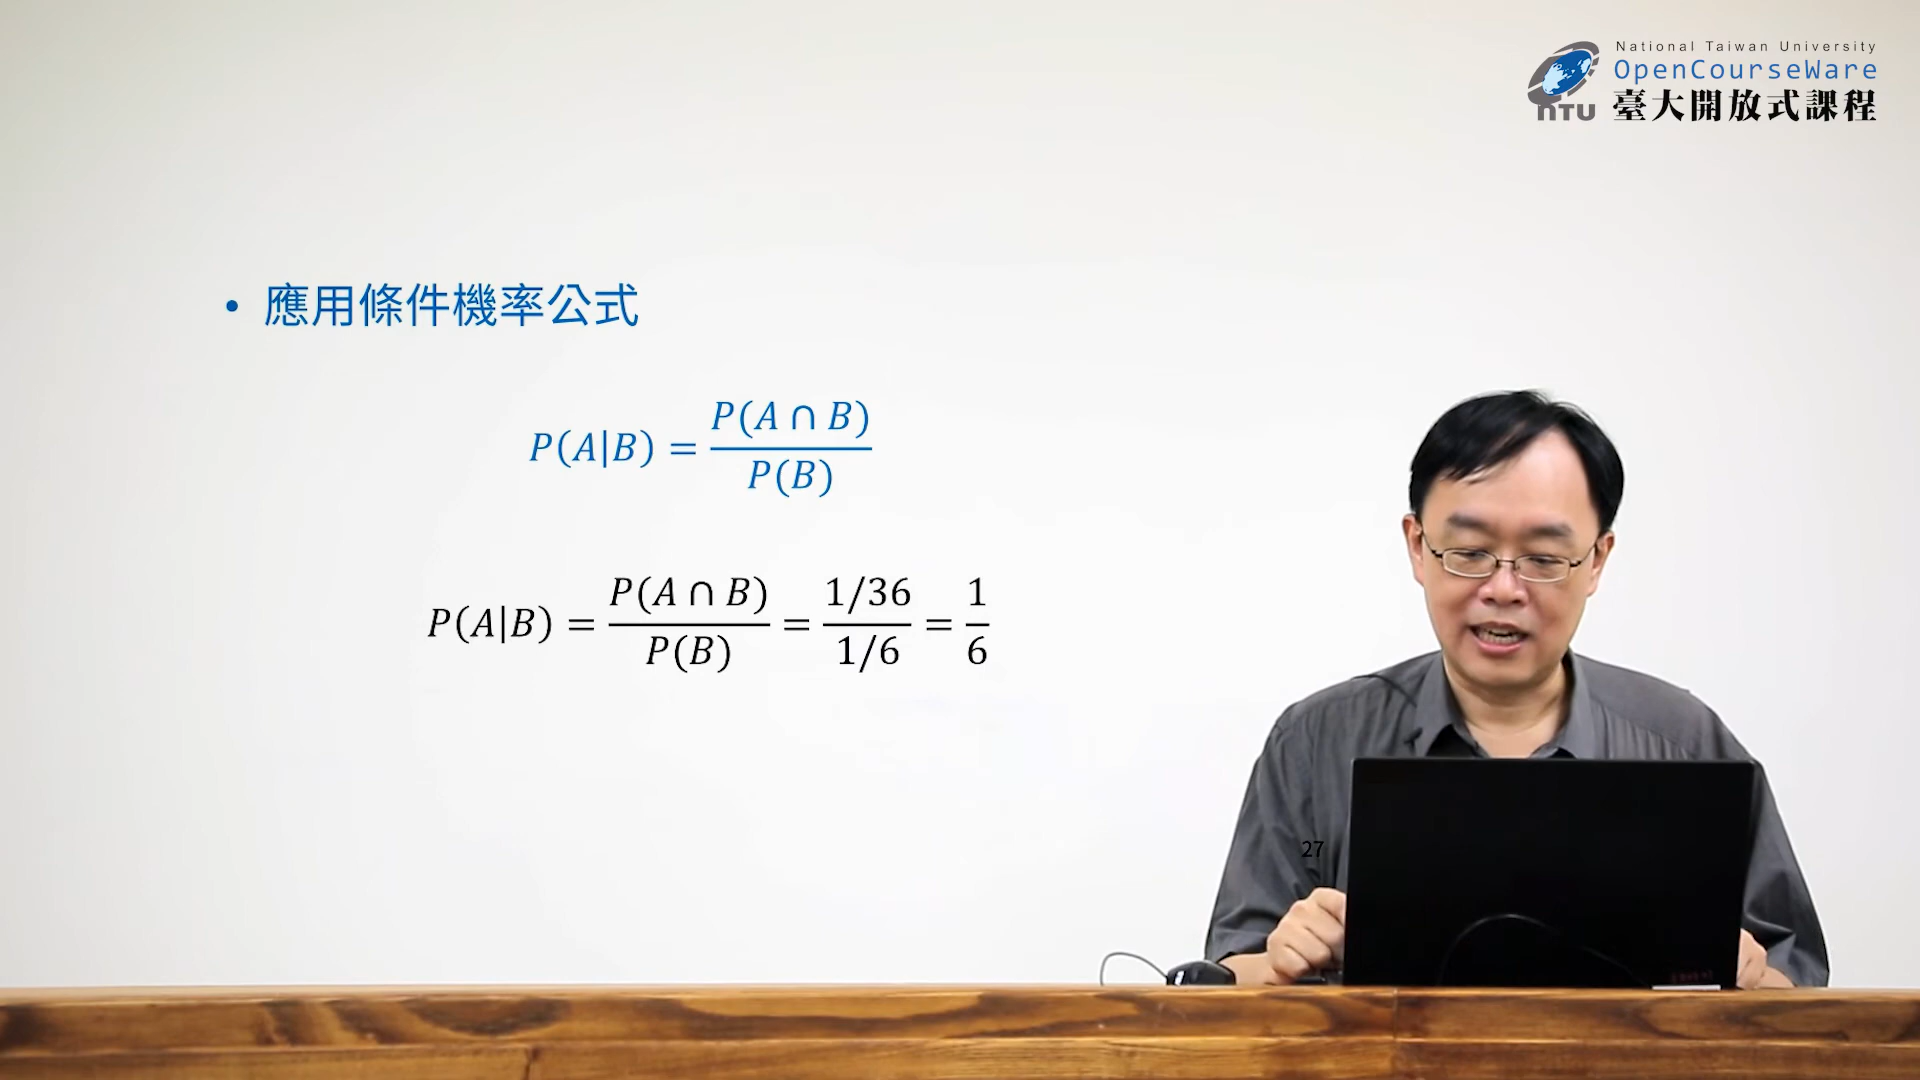 National Taiwan University
OpenCourseWare
臺大開放式課程
NTU
• 應用條件機率公式
P(A|B) = P(A ∩ B) / P(B)
P(A|B) = P(A ∩ B) / P(B) = 1/36 / 1/6 = 1/6
27